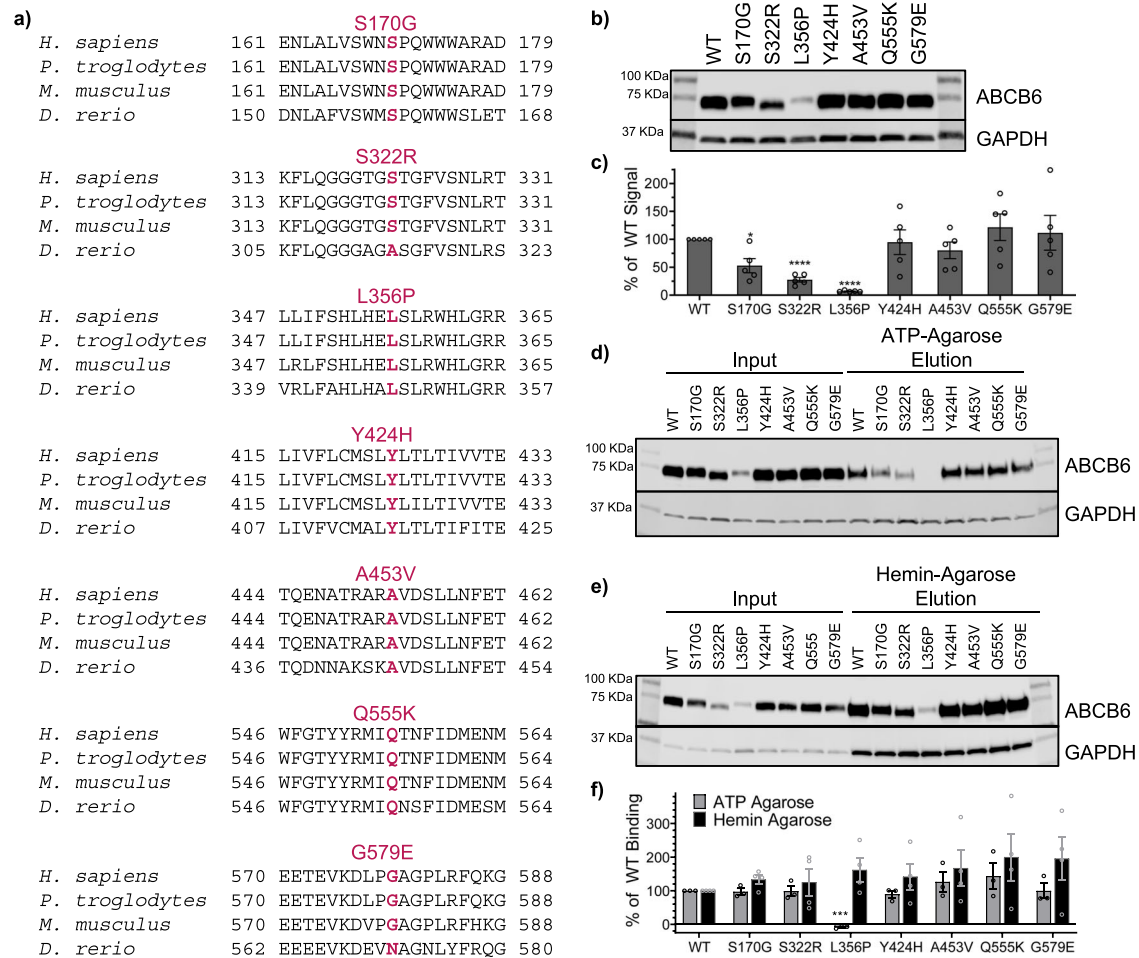 a)
S170G
H. sapiens 161 ENLALVSWNSPQWWWARAD 179
P. troglodytes 161 ENLALVSWNSPQWWWARAD 179
M. musculus 161 ENLALVSWNSPQWWWARAD 179
D. rerio 150 DNLAFVSWMSPQWWWSLET 168
S322R
H. sapiens 313 KFLQGGGTGSTGFVSNLRT 331
P. troglodytes 313 KFLQGGGTGSTGFVSNLRT 331
M. musculus 313 KFLQGGGTGSTGFVSNLRT 331
D. rerio 305 KFLQGGGAGASGFVSNLRS 323
L356P
H. sapiens 347 LLIFSHLHELSLRWHLGRR 365
P. troglodytes 347 LLIFSHLHELSLRWHLGRR 365
M. musculus 347 LRLFSHLHELSLRWHLGRR 365
D. rerio 339 VRLFAHLHALSLRWHLGRR 357
Y424H
H. sapiens 415 LIVFLCMSLYLTLTIVVTE 433
P. troglodytes 415 LIVFLCMSLYLTLTIVVTE 433
M. musculus 415 LIVFLCMSLYLILTIVVTE 433
D. rerio 407 LIVFVCMALYLTLTIFITE 425
A453V
H. sapiens 444 TQENATRARAVDSLLNFET 462
P. troglodytes 444 TQENATRARAVDSLLNFET 462
M. musculus 444 TQENATRARAVDSLLNFET 462
D. rerio 436 TQDNNAKSKAVDSLLNFET 454
Q555K
H. sapiens 546 WFGTYYRMIQTNFIDMENM 564
P. troglodytes 546 WFGTYYRMIQTNFIDMENM 564
M. musculus 546 WFGTYYRMIQTNFIDMENM 564
D. rerio 546 WFGTYYRMIQNSFIDMESM 564
G579E
H. sapiens 570 EETEVKDLPGAGPLRFQKG 588
P. troglodytes 570 EETEVKDLPGAGPLRFQKG 588
M. musculus 570 EETEVKDVPGAGPLRFHKG 588
D. rerio 562 EEEEVKDEVNAGNLYFRQG 580
b)
WT S170G S322R L356P Y424H A453V Q555K G579E
100 KDa
75 KDa
ABCB6
37 KDa
GAPDH
c)
% of WT Signal
200
150
100
50
0
* **** ****
WT S170G S322R L356P Y424H A453V Q555K G579E
d)
ATP-Agarose
Input Elution
WT S170G S322R L356P Y424H A453V Q555K G579E WT S170G S322R L356P Y424H A453V Q555K G579E
100 KDa
75 KDa
ABCB6
37 KDa
GAPDH
e)
Hemin-Agarose
Input Elution
WT S170G S322R L356P Y424H A453V Q555 G579E WT S170G S322R L356P Y424H A453V Q555K G579E
100 KDa
75 KDa
ABCB6
37 KDa
GAPDH
f)
% of WT Binding
300
200
100
0
ATP Agarose
Hemin Agarose
***
WT S170G S322R L356P Y424H A453V Q555K G579E